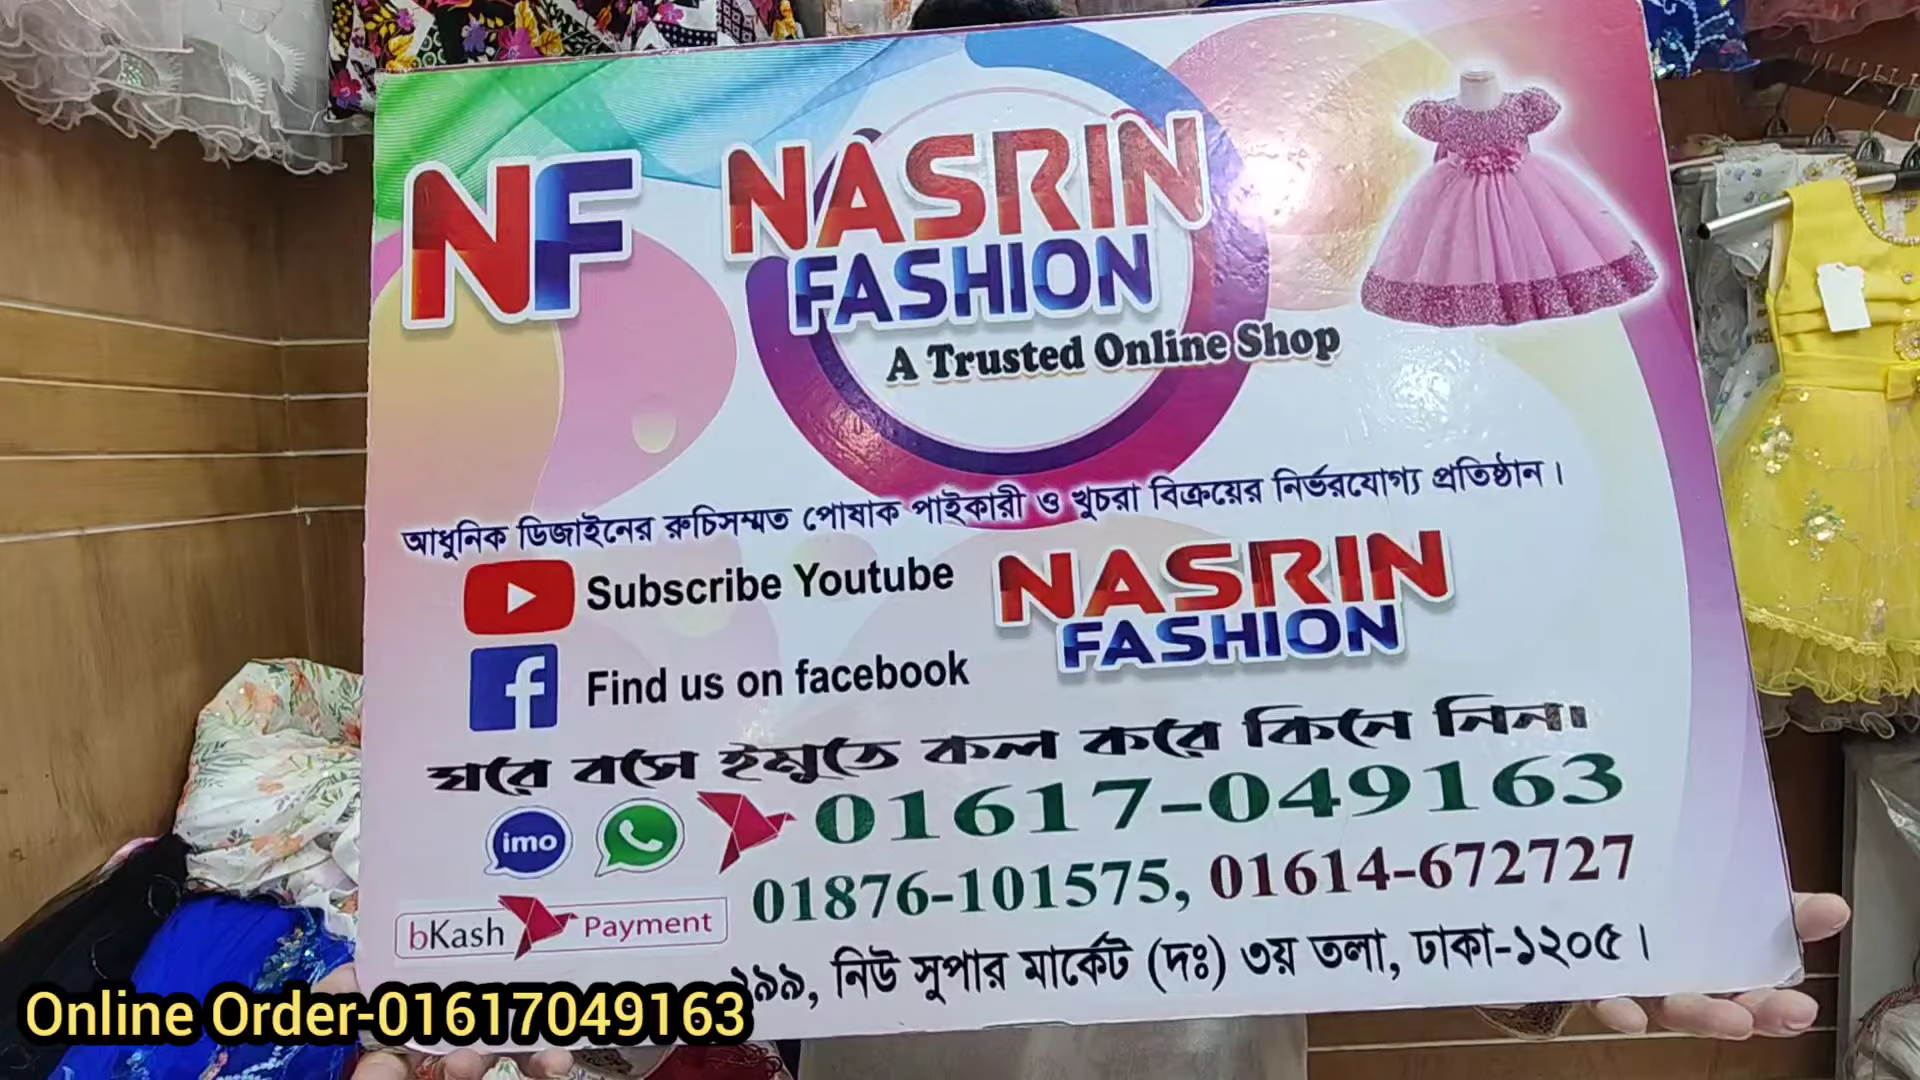 NF NASRIN
FASHION
A Trusted Online Shop
আধুনিক ডিজাইনের রুচিসম্মত পোষাক পাইকারী ও খুচরা বিক্রয়ের নির্ভরযোগ্য প্রতিষ্ঠান।
Subscribe Youtube NASRIN
FASHION
f Find us on facebook
ঘরে বসে ইমুতে কল করে কিনে নিন।
imo 01617-049163
01876-101575, 01614-672727
bKash Payment
১৯৯, নিউ সুপার মার্কেট (দঃ) ৩য় তলা, ঢাকা-১২০৫।
Online Order-01617049163